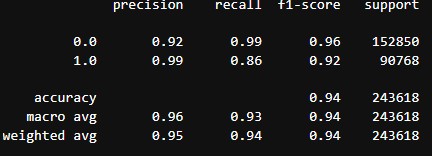 precision recall f1-score support
0.0 0.92 0.99 0.96 152850
1.0 0.99 0.86 0.92 90768
accuracy 0.94 243618
macro avg 0.96 0.93 0.94 243618
weighted avg 0.95 0.94 0.94 243618